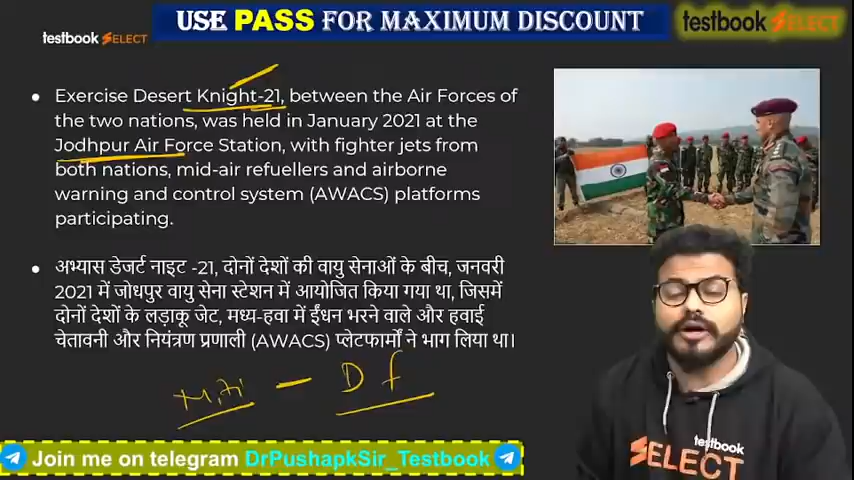 USE PASS FOR MAXIMUM DISCOUNT
testbook SELECT
testbook SELECT
Exercise Desert Knight-21, between the Air Forces of
the two nations, was held in January 2021 at the
Jodhpur Air Force Station, with fighter jets from
both nations, mid-air refuellers and airborne
warning and control system (AWACS) platforms
participating.
अभ्यास डेजर्ट नाइट -21, दोनों देशों की वायु सेनाओं के बीच, जनवरी
2021 में जोधपुर वायु सेना स्टेशन में आयोजित किया गया था, जिसमें
दोनों देशों के लड़ाकू जेट, मध्य-हवा में ईंधन भरने वाले और हवाई
चेतावनी और नियंत्रण प्रणाली (AWACS) प्लेटफार्मों ने भाग लिया था।
D f
testbook
SELECT
Join me on telegram DrPushapkSir_Testbook